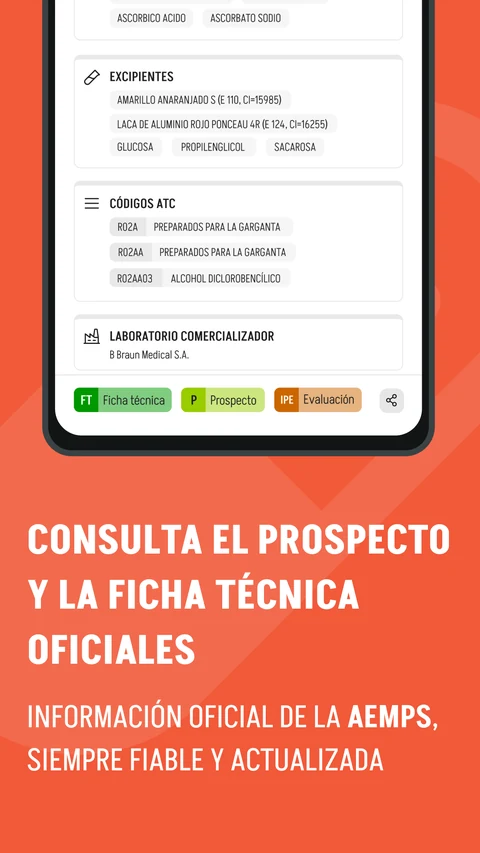 ASCORBICO ACIDO ASCORBATO SODIO
EXCIPIENTES
AMARILLO ANARANJADO S (E 110, CI=15985)
LACA DE ALUMINIO ROJO PONCEAU 4R (E 124, CI=16255)
GLUCOSA PROPILENGLICOL SACAROSA
CÓDIGOS ATC
R02A PREPARADOS PARA LA GARGANTA
R02AA PREPARADOS PARA LA GARGANTA
R02AA03 ALCOHOL DICLOROBENCÍLICO
LABORATORIO COMERCIALIZADOR
B Braun Medical S.A.
FT Ficha técnica P Prospecto IPE Evaluación
CONSULTA EL PROSPECTO
Y LA FICHA TÉCNICA
OFICIALES
INFORMACIÓN OFICIAL DE LA AEMPS,
SIEMPRE FIABLE Y ACTUALIZADA